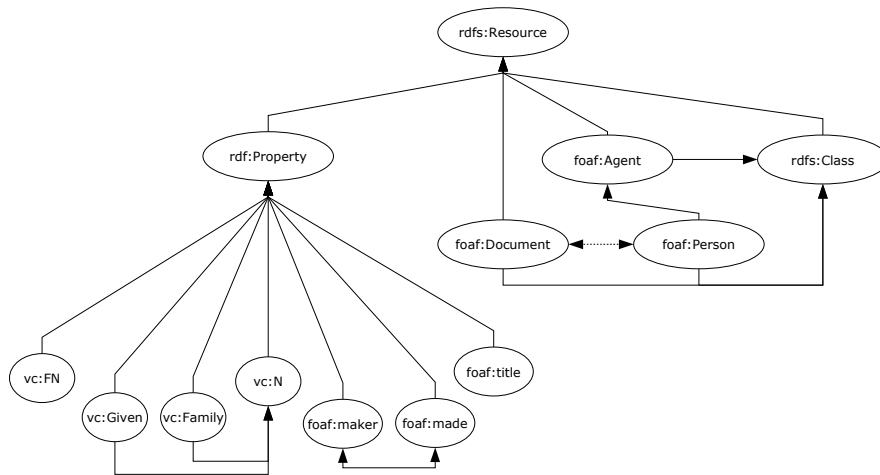 rdfs:Resource
rdf:Property
foaf:Agent
rdfs:Class
foaf:Document
foaf:Person
vc:FN
vc:N
foaf:title
vc:Given
vc:Family
foaf:maker
foaf:made